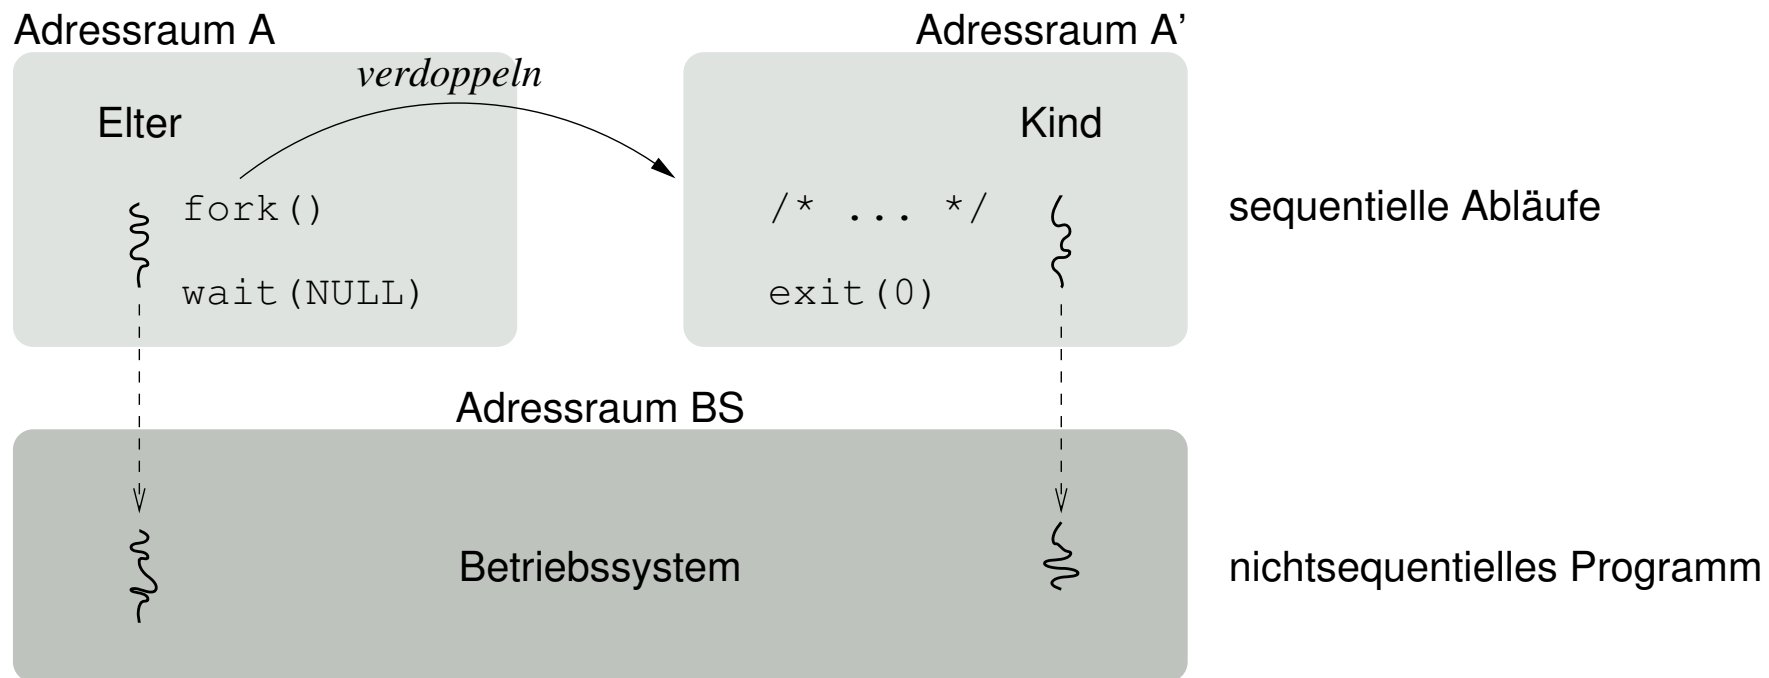 Adressraum A
Adressraum A’
verdoppeln
Elter
Kind
fork()
/* ... */
sequentielle Abläufe
wait(NULL)
exit(0)
Adressraum BS
Betriebssystem
nichtsequentielles Programm